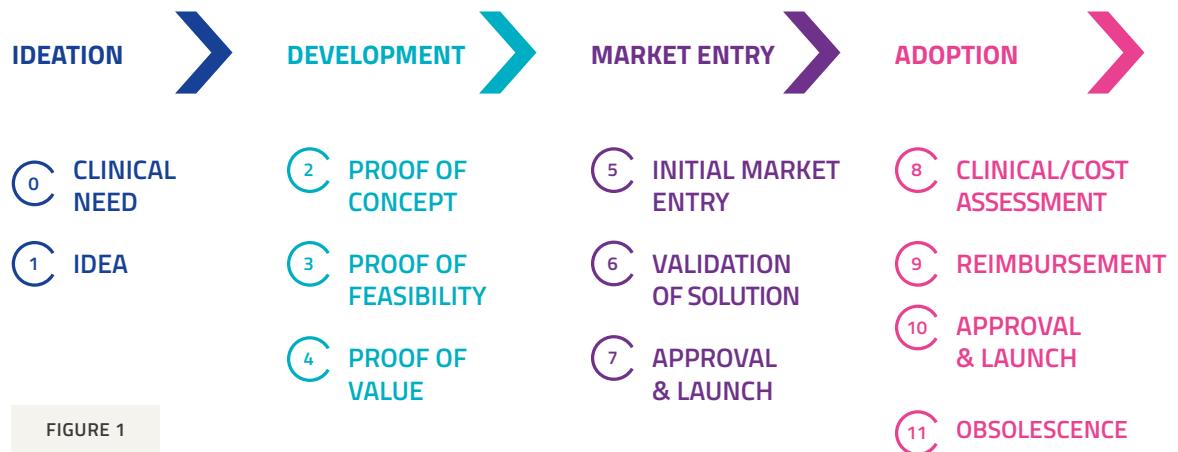 IDEATION
DEVELOPMENT
MARKET ENTRY
ADOPTION
0 CLINICAL
NEED
1 IDEA
2 PROOF OF
CONCEPT
3 PROOF OF
FEASIBILITY
4 PROOF OF
VALUE
5 INITIAL MARKET
ENTRY
6 VALIDATION
OF SOLUTION
7 APPROVAL
& LAUNCH
8 CLINICAL/COST
ASSESSMENT
9 REIMBURSEMENT
10 APPROVAL
& LAUNCH
11 OBSOLESCENCE
FIGURE 1